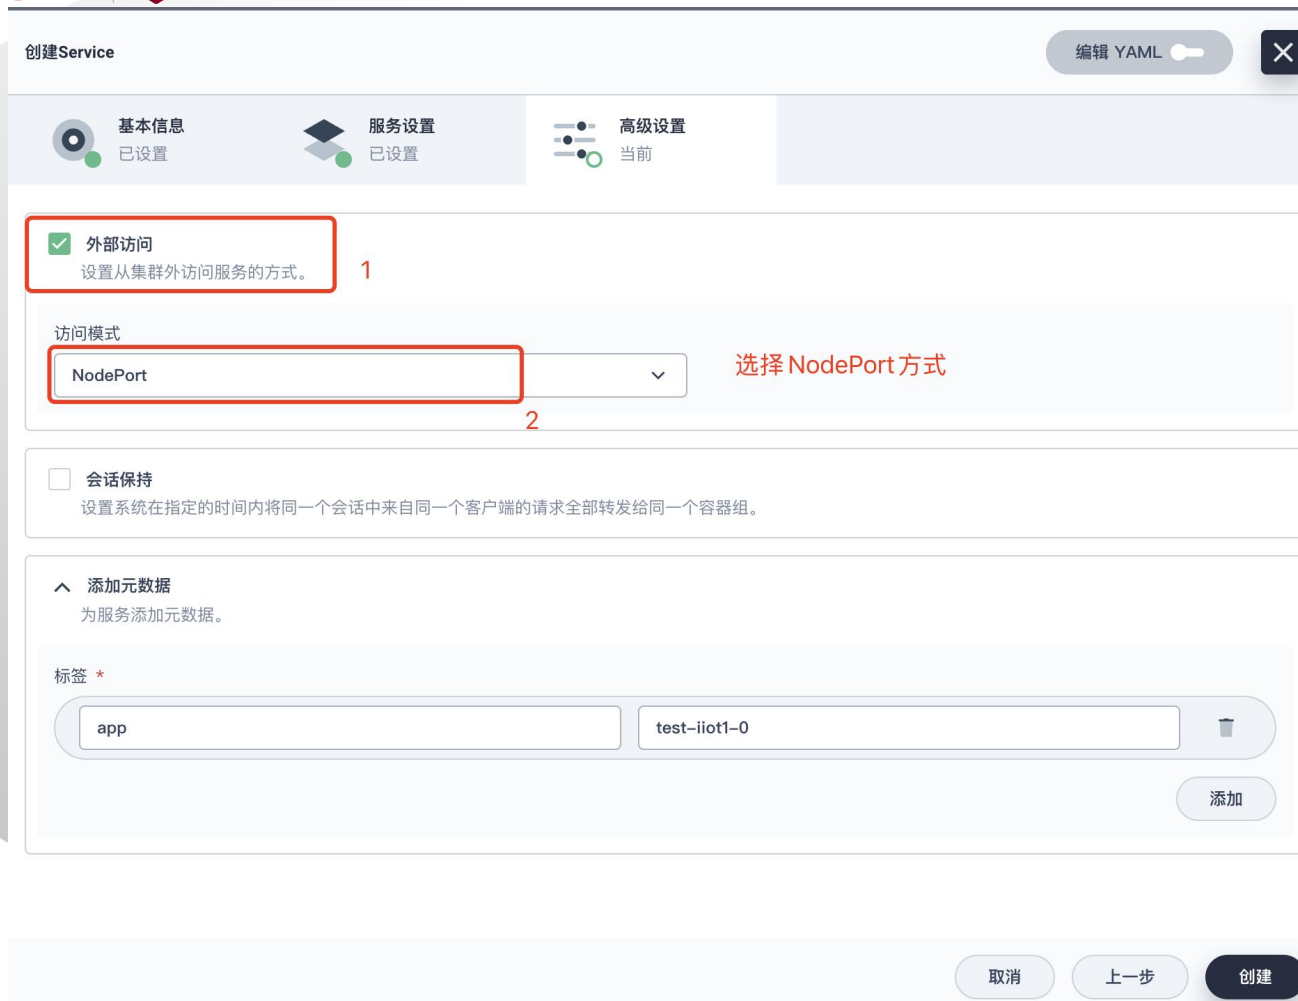 创建Service
编辑 YAML
基本信息
已设置
服务设置
已设置
高级设置
当前
外部访问
设置从集群外访问服务的方式。
1
访问模式
NodePort
选择NodePort方式
2
会话保持
设置系统在指定的时间内将同一个会话中来自同一个客户端的请求全部转发给同一个容器组。
添加元数据
为服务添加元数据。
标签 *
app
test-iiot1-0
添加
取消
上一步
创建